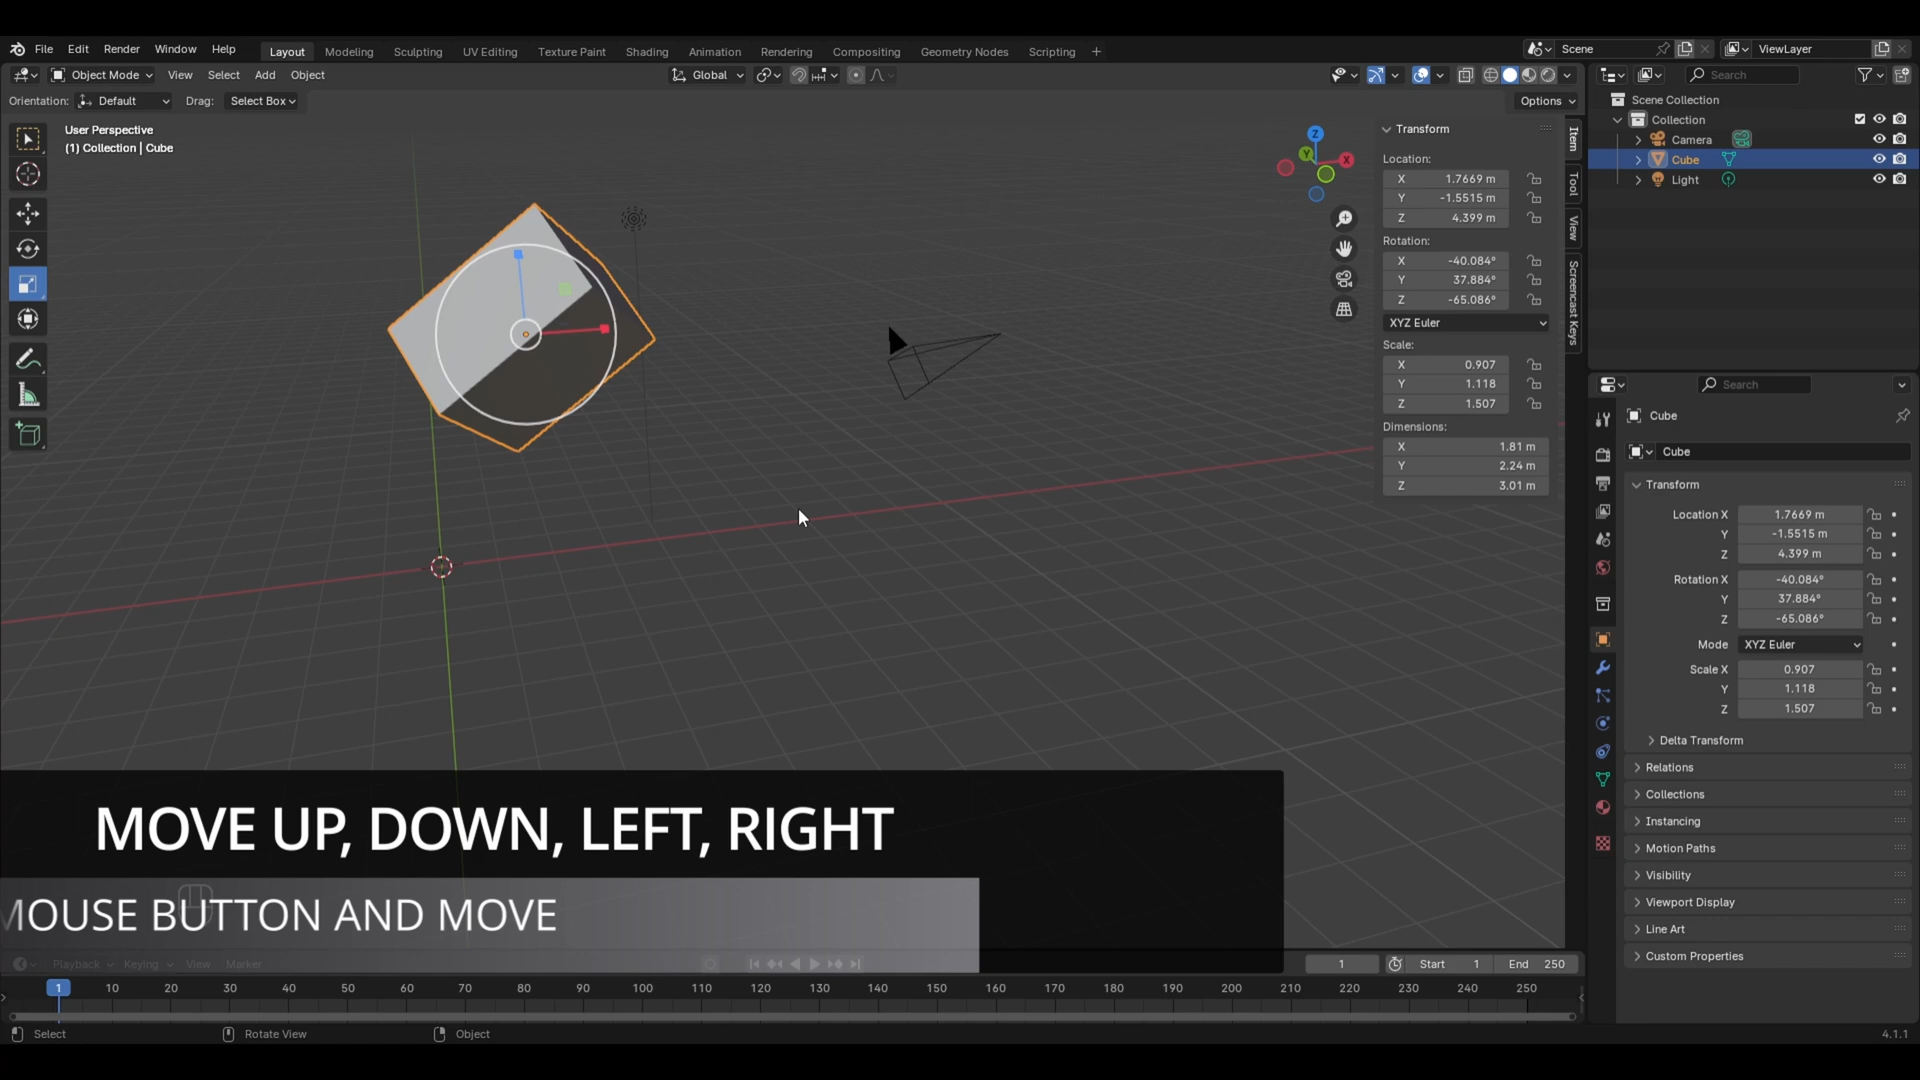 File Edit Render Window Help Layout Modeling Sculpting UV Editing Texture Paint Shading Animation Rendering Compositing Geometry Nodes Scripting + Scene ViewLayer
Object Mode View Select Add Object Global Search
Orientation: Default Drag: Select Box Options
User Perspective
(1) Collection | Cube
Z
Y
X
Transform
Location:
X 1.7669 m
Y -1.5515 m
Z 4.399 m
Rotation:
X -40.084°
Y 37.884°
Z -65.086°
XYZ Euler
Scale:
X 0.907
Y 1.118
Z 1.507
Dimensions:
X 1.81 m
Y 2.24 m
Z 3.01 m
Item
Tool
View
Screencast Keys
Scene Collection
Collection
Camera
Cube
Light
Search
Cube
Cube
Transform
Location X 1.7669 m
Y -1.5515 m
Z 4.399 m
Rotation X -40.084°
Y 37.884°
Z -65.086°
Mode XYZ Euler
Scale X 0.907
Y 1.118
Z 1.507
Delta Transform
Relations
Collections
Instancing
Motion Paths
Visibility
Viewport Display
Line Art
Custom Properties
MOVE UP, DOWN, LEFT, RIGHT
MOUSE BUTTON AND MOVE
Playback Keying View Marker 1 Start 1 End 250
1 10 20 30 40 50 60 70 80 90 100 110 120 130 140 150 160 170 180 190 200 210 220 230 240 250
Select Rotate View Object 4.1.1